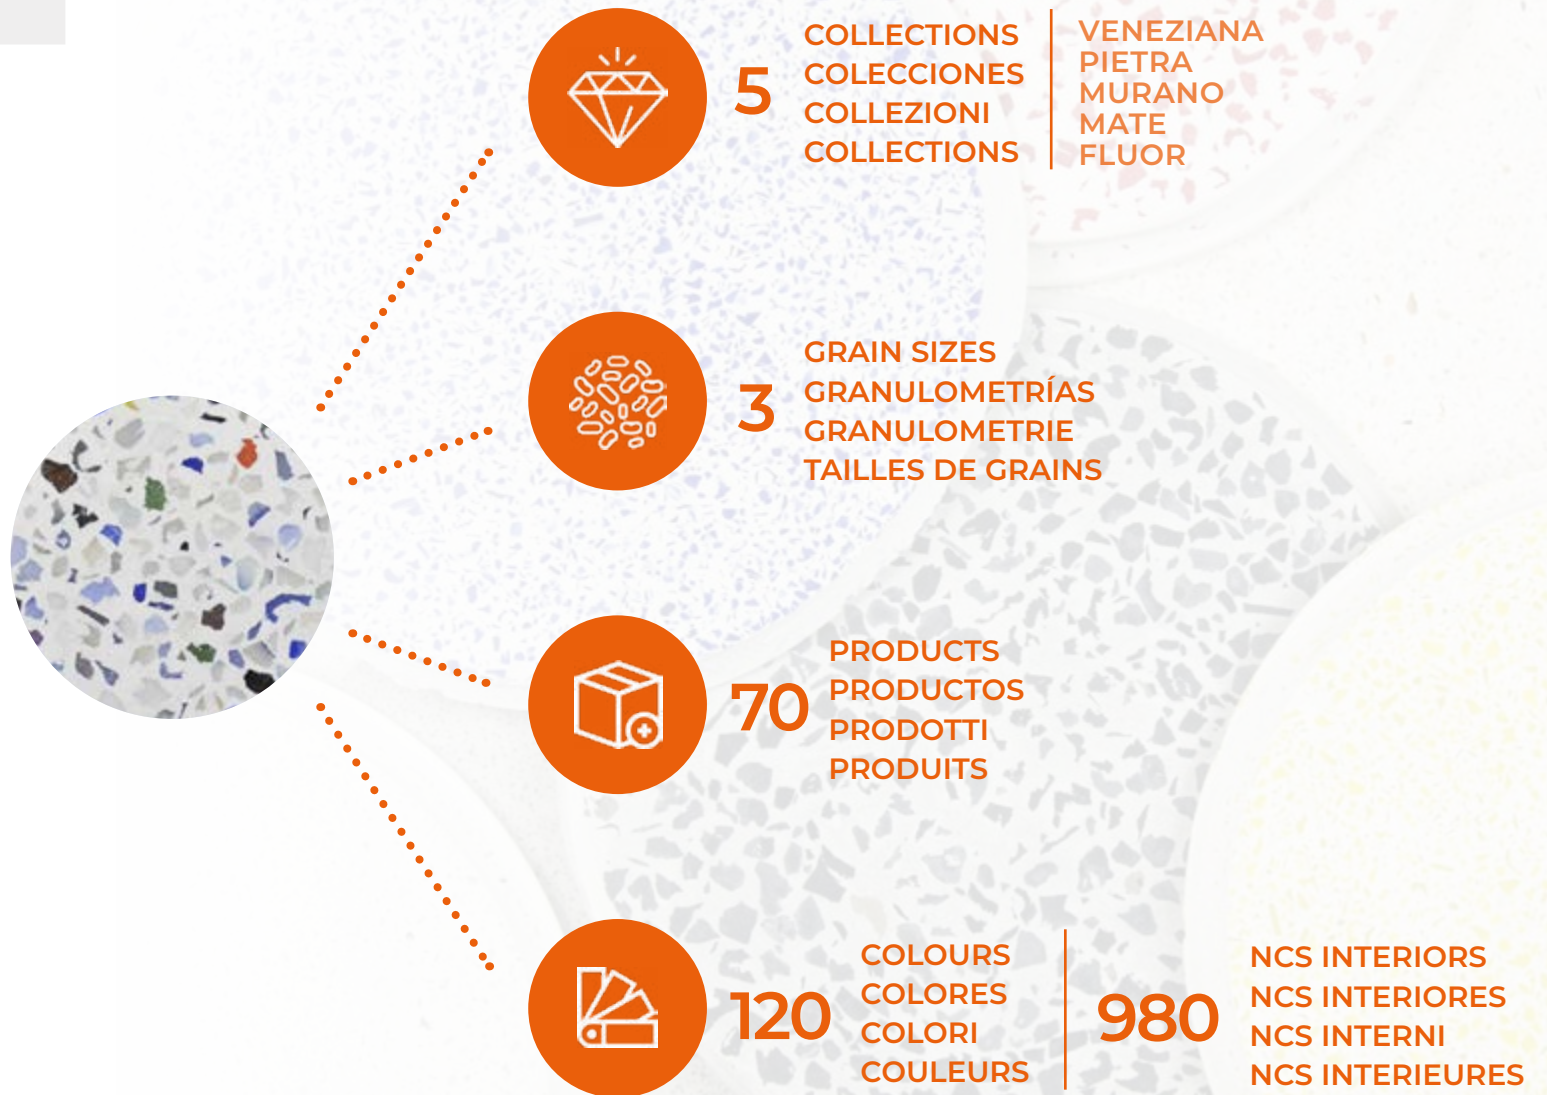 5
COLLECTIONS
COLECCIONES
COLLEZIONI
COLLECTIONS
VENEZIANA
PIETRA
MURANO
MATE
FLUOR
3
GRAIN SIZES
GRANULOMETRÍAS
GRANULOMETRIE
TAILLES DE GRAINS
70
PRODUCTS
PRODUCTOS
PRODOTTI
PRODUITS
120
COLOURS
COLORES
COLORI
COULEURS
980
NCS INTERIORS
NCS INTERIORES
NCS INTERNI
NCS INTERIEURES